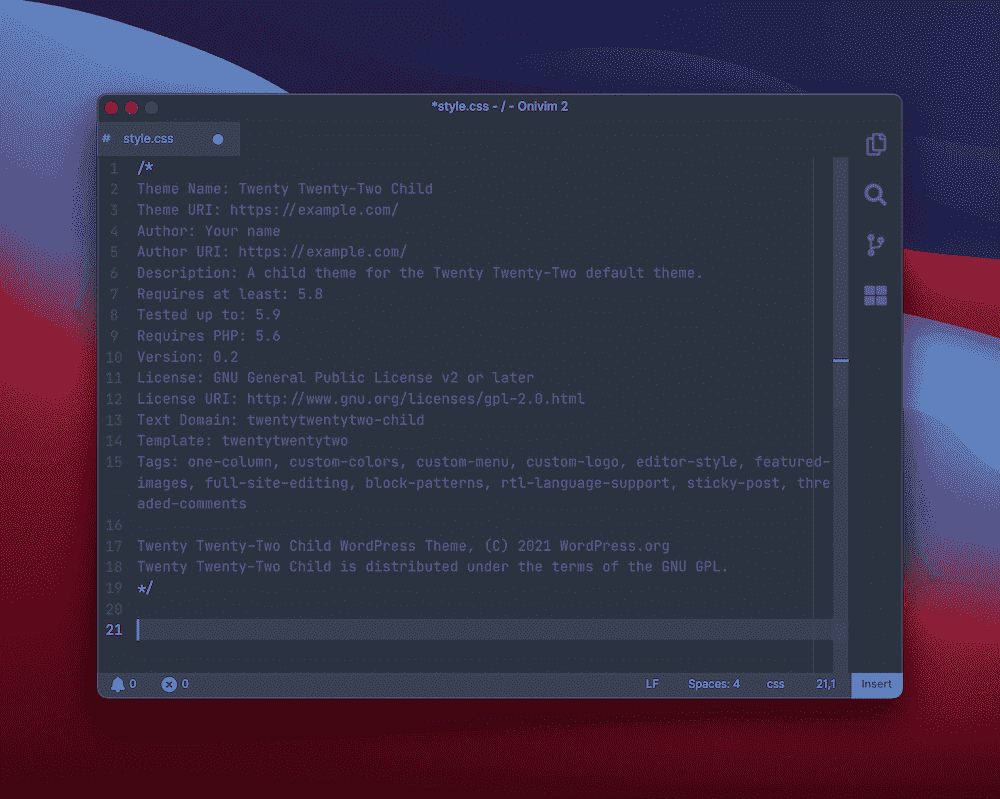 *style.css - / - Onivim 2
# style.css
1 /*
2 Theme Name: Twenty Twenty-Two Child
3 Theme URI: https://example.com/
4 Author: Your name
5 Author URI: https://example.com/
6 Description: A child theme for the Twenty Twenty-Two default theme.
7 Requires at least: 5.8
8 Tested up to: 5.9
9 Requires PHP: 5.6
10 Version: 0.2
11 License: GNU General Public License v2 or later
12 License URI: http://www.gnu.org/licenses/gpl-2.0.html
13 Text Domain: twentytwentytwo-child
14 Template: twentytwentytwo
15 Tags: one-column, custom-colors, custom-menu, custom-logo, editor-style, featured-
images, full-site-editing, block-patterns, rtl-language-support, sticky-post, thre
aded-comments
16
17 Twenty Twenty-Two Child WordPress Theme, (C) 2021 WordPress.org
18 Twenty Twenty-Two Child is distributed under the terms of the GNU GPL.
19 */
20
21
0 0 LF Spaces: 4 css 21,1 Insert